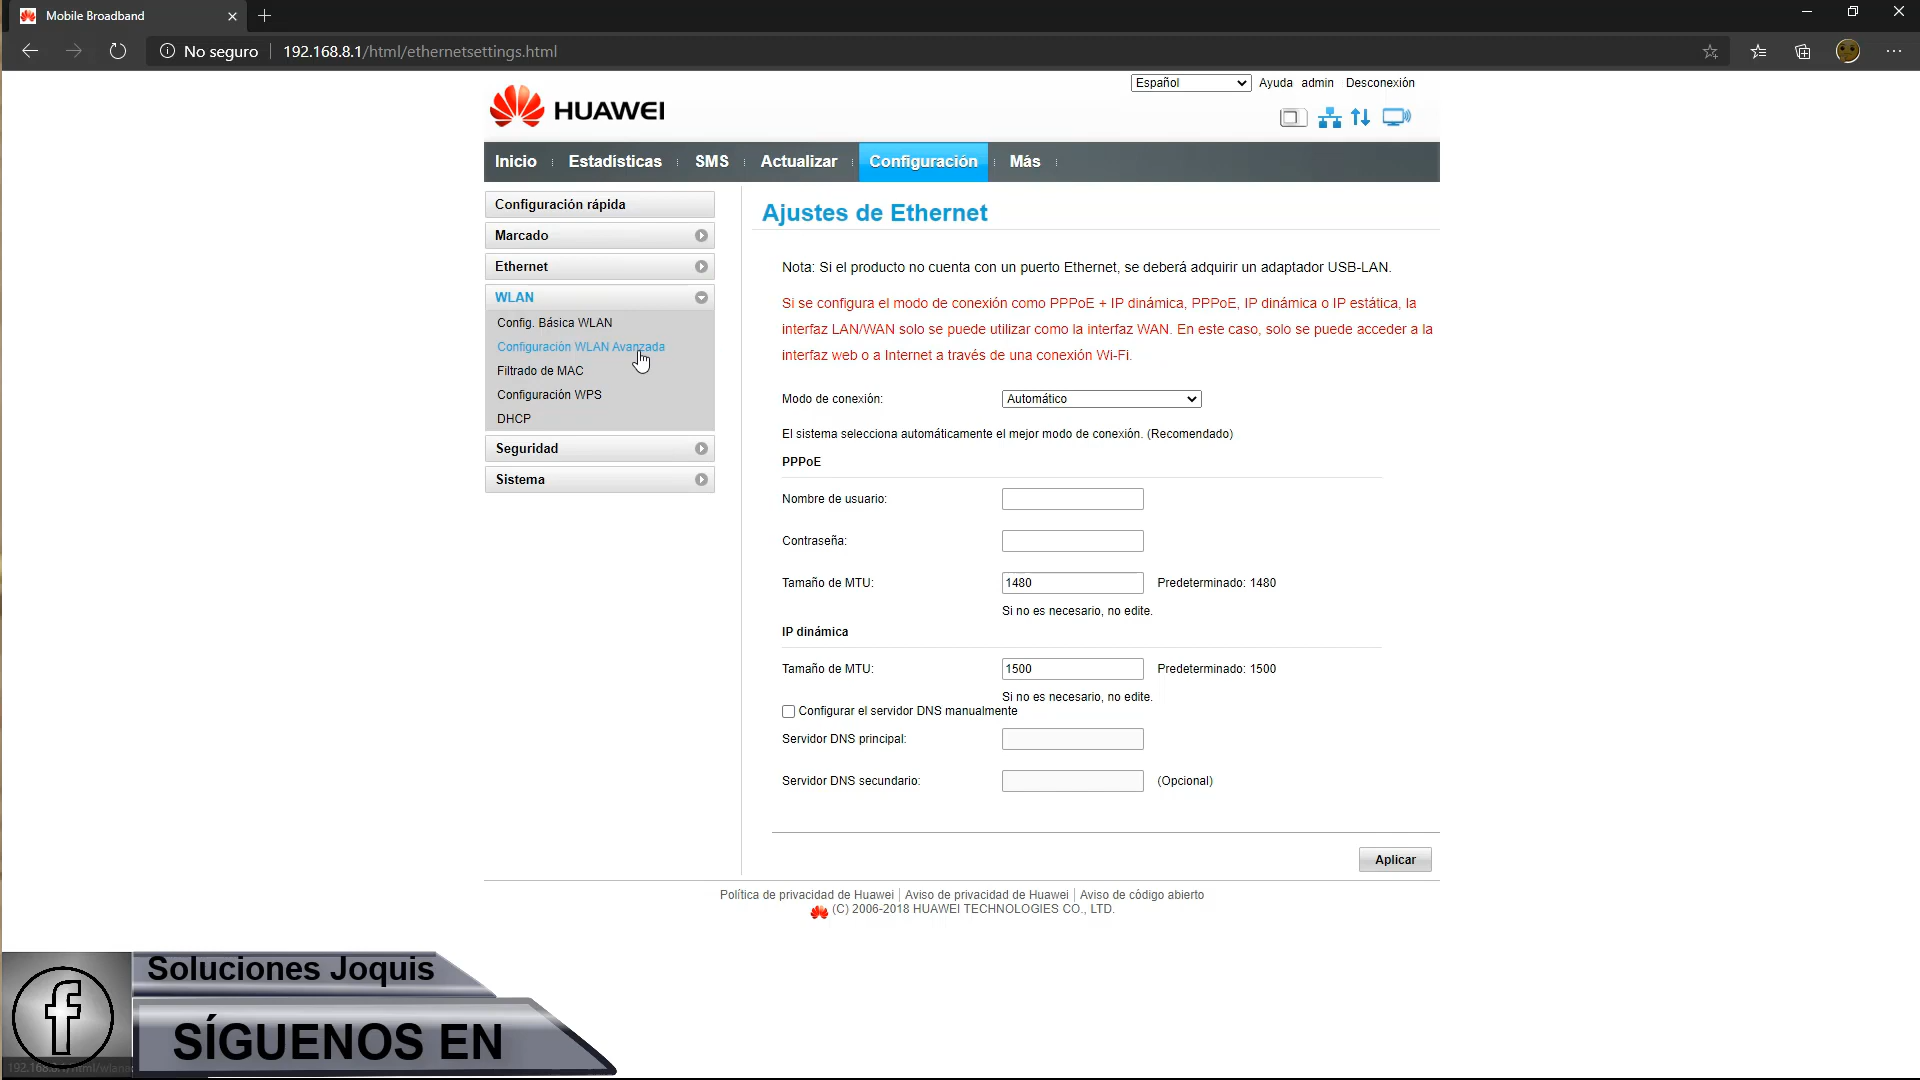 Mobile Broadband
No seguro
192.168.8.1/html/ethernetsettings.html
Español
Ayuda
admin
Desconexión
HUAWEI
Inicio
Estadísticas
SMS
Actualizar
Configuración
Más
Configuración rápida
Marcado
Ethernet
WLAN
Config. Básica WLAN
Configuración WLAN Avanzada
Filtrado de MAC
Configuración WPS
DHCP
Seguridad
Sistema
Ajustes de Ethernet
Nota: Si el producto no cuenta con un puerto Ethernet, se deberá adquirir un adaptador USB-LAN.
Si se configura el modo de conexión como PPPoE + IP dinámica, PPPoE, IP dinámica o IP estática, la
interfaz LAN/WAN solo se puede utilizar como la interfaz WAN. En este caso, solo se puede acceder a la
interfaz web o a Internet a través de una conexión Wi-Fi.
Modo de conexión:
Automático
El sistema selecciona automáticamente el mejor modo de conexión. (Recomendado)
PPPoE
Nombre de usuario:
Contraseña:
Tamaño de MTU:
1480
Predeterminado: 1480
Si no es necesario, no edite.
IP dinámica
Tamaño de MTU:
1500
Predeterminado: 1500
Si no es necesario, no edite.
Configurar el servidor DNS manualmente
Servidor DNS principal:
Servidor DNS secundario:
(Opcional)
Aplicar
Política de privacidad de Huawei
Aviso de privacidad de Huawei
Aviso de código abierto
(C) 2006-2018 HUAWEI TECHNOLOGIES CO., LTD.
Soluciones Joquis
SÍGUENOS EN